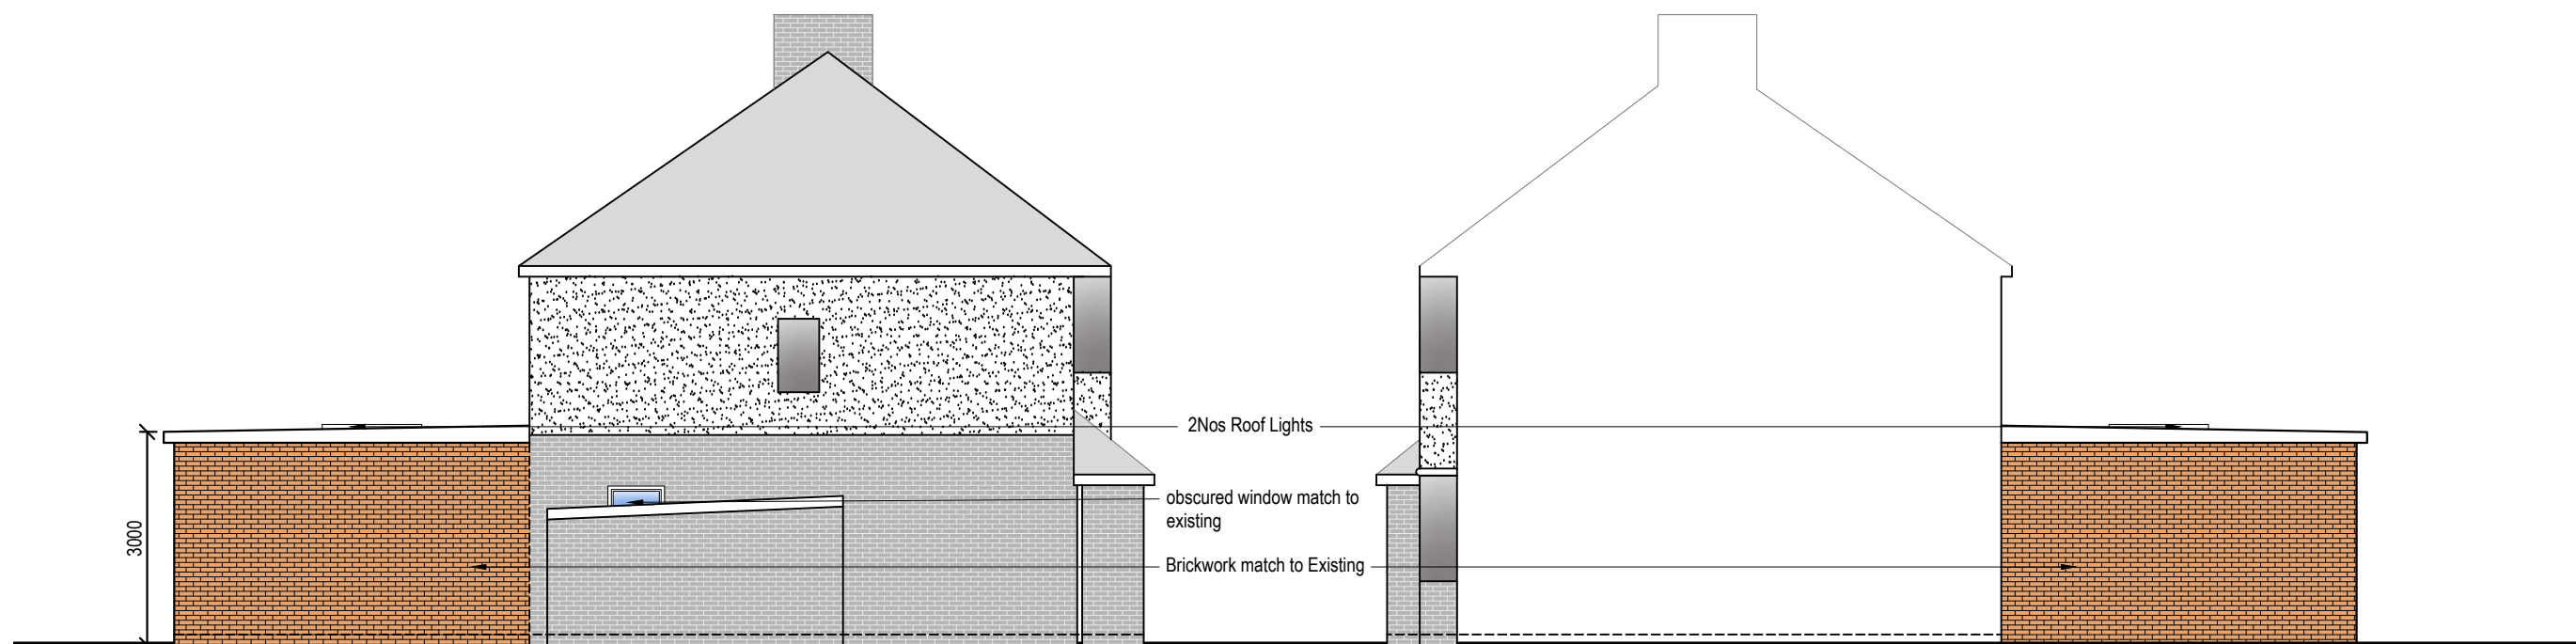 2Nos Roof Lights
obscured window match to
existing
3000
Brickwork match to Existing